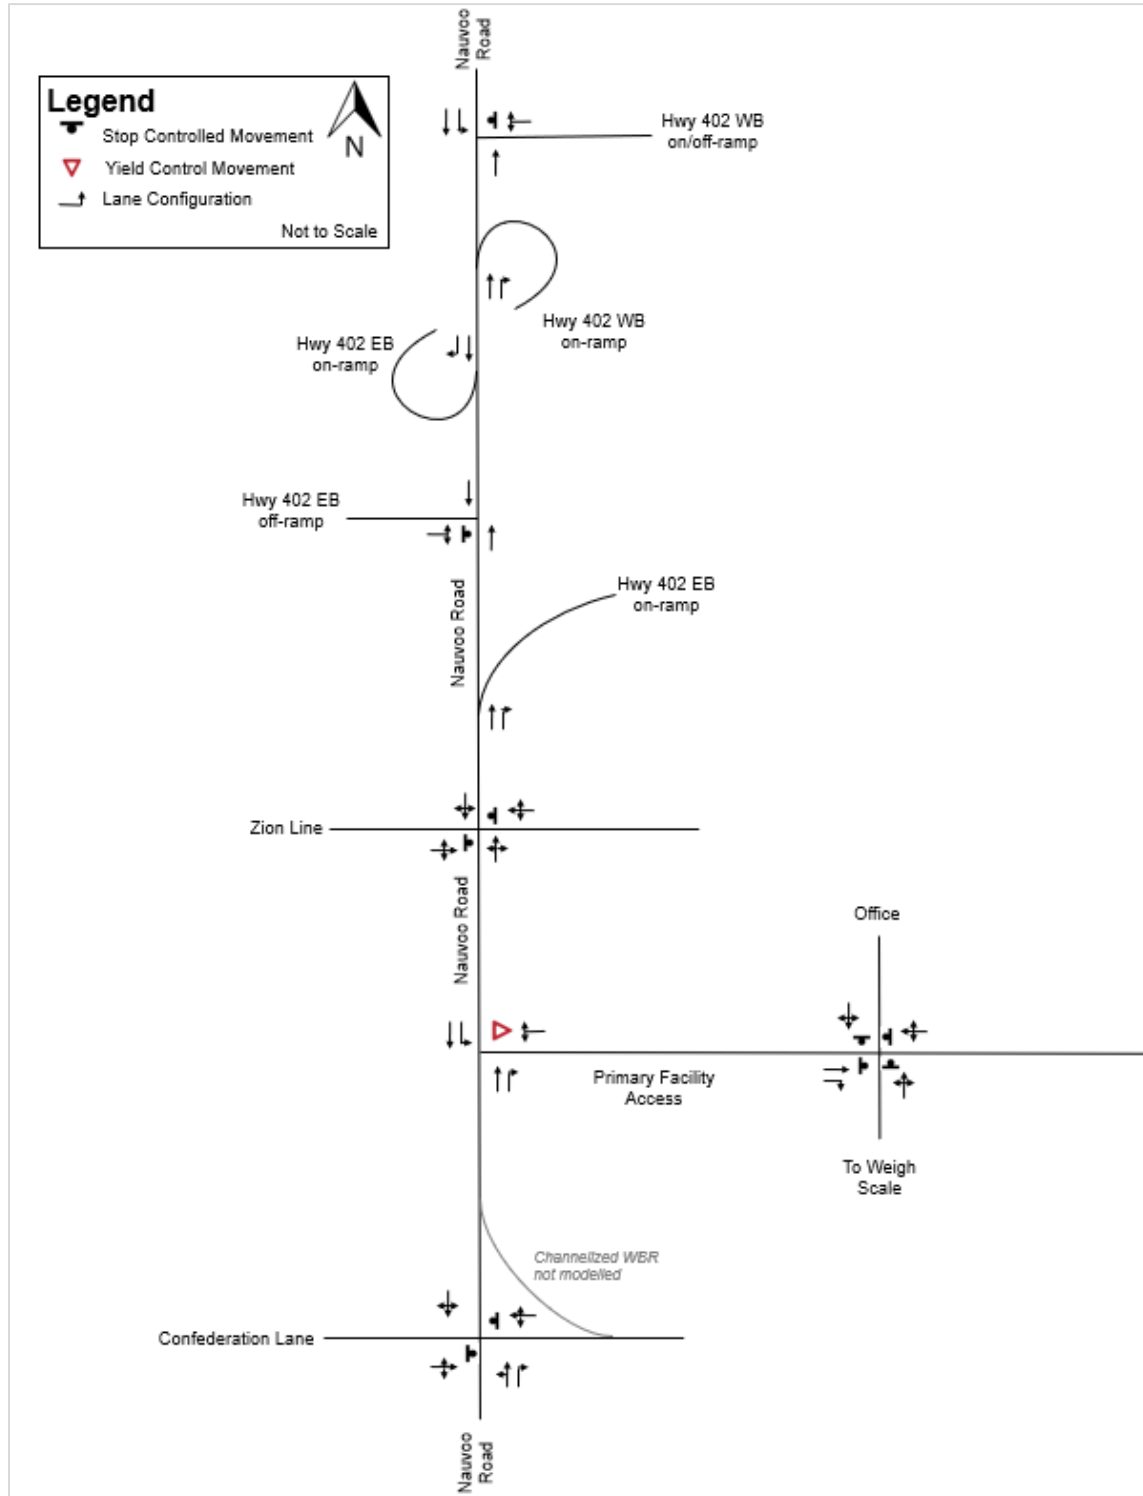 Nauvoo
Road
Legend
Stop Controlled Movement
Yield Control Movement
Lane Configuration
N
Not to Scale
Hwy 402 WB
on/off-ramp
Hwy 402 WB
on-ramp
Hwy 402 EB
on-ramp
Hwy 402 EB
off-ramp
Hwy 402 EB
on-ramp
Nauvoo Road
Zion Line
Nauvoo Road
Office
Primary Facility
Access
To Weigh
Scale
Channelized WBR
not modelled
Confederation Lane
Nauvoo
Road